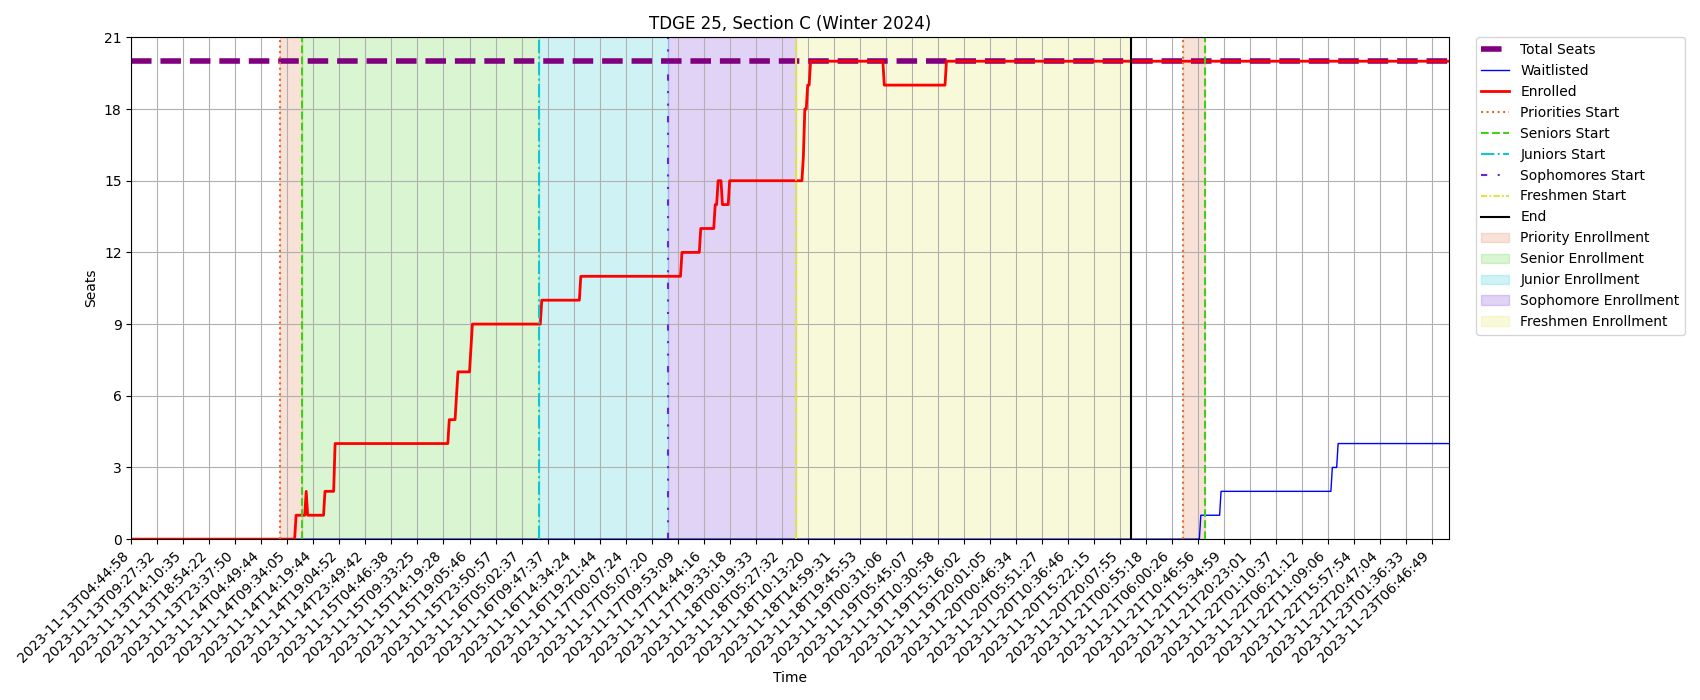 TDGE 25, Section C (Winter 2024)
21
18
15
12
9
6
3
0
Seats
2023-11-13T04:44:58
2023-11-13T09:27:32
2023-11-13T14:10:35
2023-11-13T18:54:22
2023-11-13T23:37:50
2023-11-14T04:49:44
2023-11-14T09:34:05
2023-11-14T14:19:44
2023-11-14T19:04:52
2023-11-14T23:49:42
2023-11-15T04:46:38
2023-11-15T09:33:25
2023-11-15T14:19:28
2023-11-15T19:05:46
2023-11-15T23:50:57
2023-11-16T05:02:37
2023-11-16T09:47:37
2023-11-16T14:34:24
2023-11-16T19:21:44
2023-11-17T00:07:24
2023-11-17T05:07:20
2023-11-17T09:53:09
2023-11-17T14:44:16
2023-11-17T19:33:18
2023-11-18T00:19:33
2023-11-18T05:27:32
2023-11-18T10:13:20
2023-11-18T14:59:31
2023-11-18T19:45:53
2023-11-19T00:31:06
2023-11-19T05:45:07
2023-11-19T10:30:58
2023-11-19T15:16:02
2023-11-19T20:01:05
2023-11-20T00:46:34
2023-11-20T05:51:27
2023-11-20T10:36:46
2023-11-20T15:22:15
2023-11-20T20:07:55
2023-11-21T00:55:18
2023-11-21T06:00:26
2023-11-21T10:46:56
2023-11-21T15:34:59
2023-11-21T20:23:01
2023-11-22T01:10:37
2023-11-22T06:21:12
2023-11-22T11:09:06
2023-11-22T15:57:54
2023-11-22T20:47:04
2023-11-23T01:36:33
2023-11-23T06:46:49
Time
Total Seats
Waitlisted
Enrolled
Priorities Start
Seniors Start
Juniors Start
Sophomores Start
Freshmen Start
End
Priority Enrollment
Senior Enrollment
Junior Enrollment
Sophomore Enrollment
Freshmen Enrollment